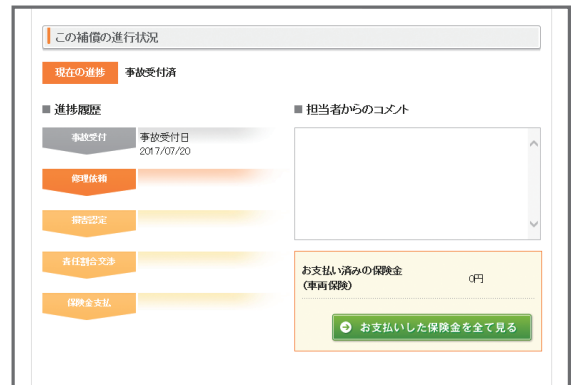 この補償の進行状況
現在の進捗 事故受付済
■ 進捗履歴
事故受付 事故受付日
2017/07/20
修理依頼
損害認定
責任割合交渉
保険金支払
■ 担当者からのコメント
お支払い済みの保険金
(車両保険) 0円
お支払いした保険金を全て見る